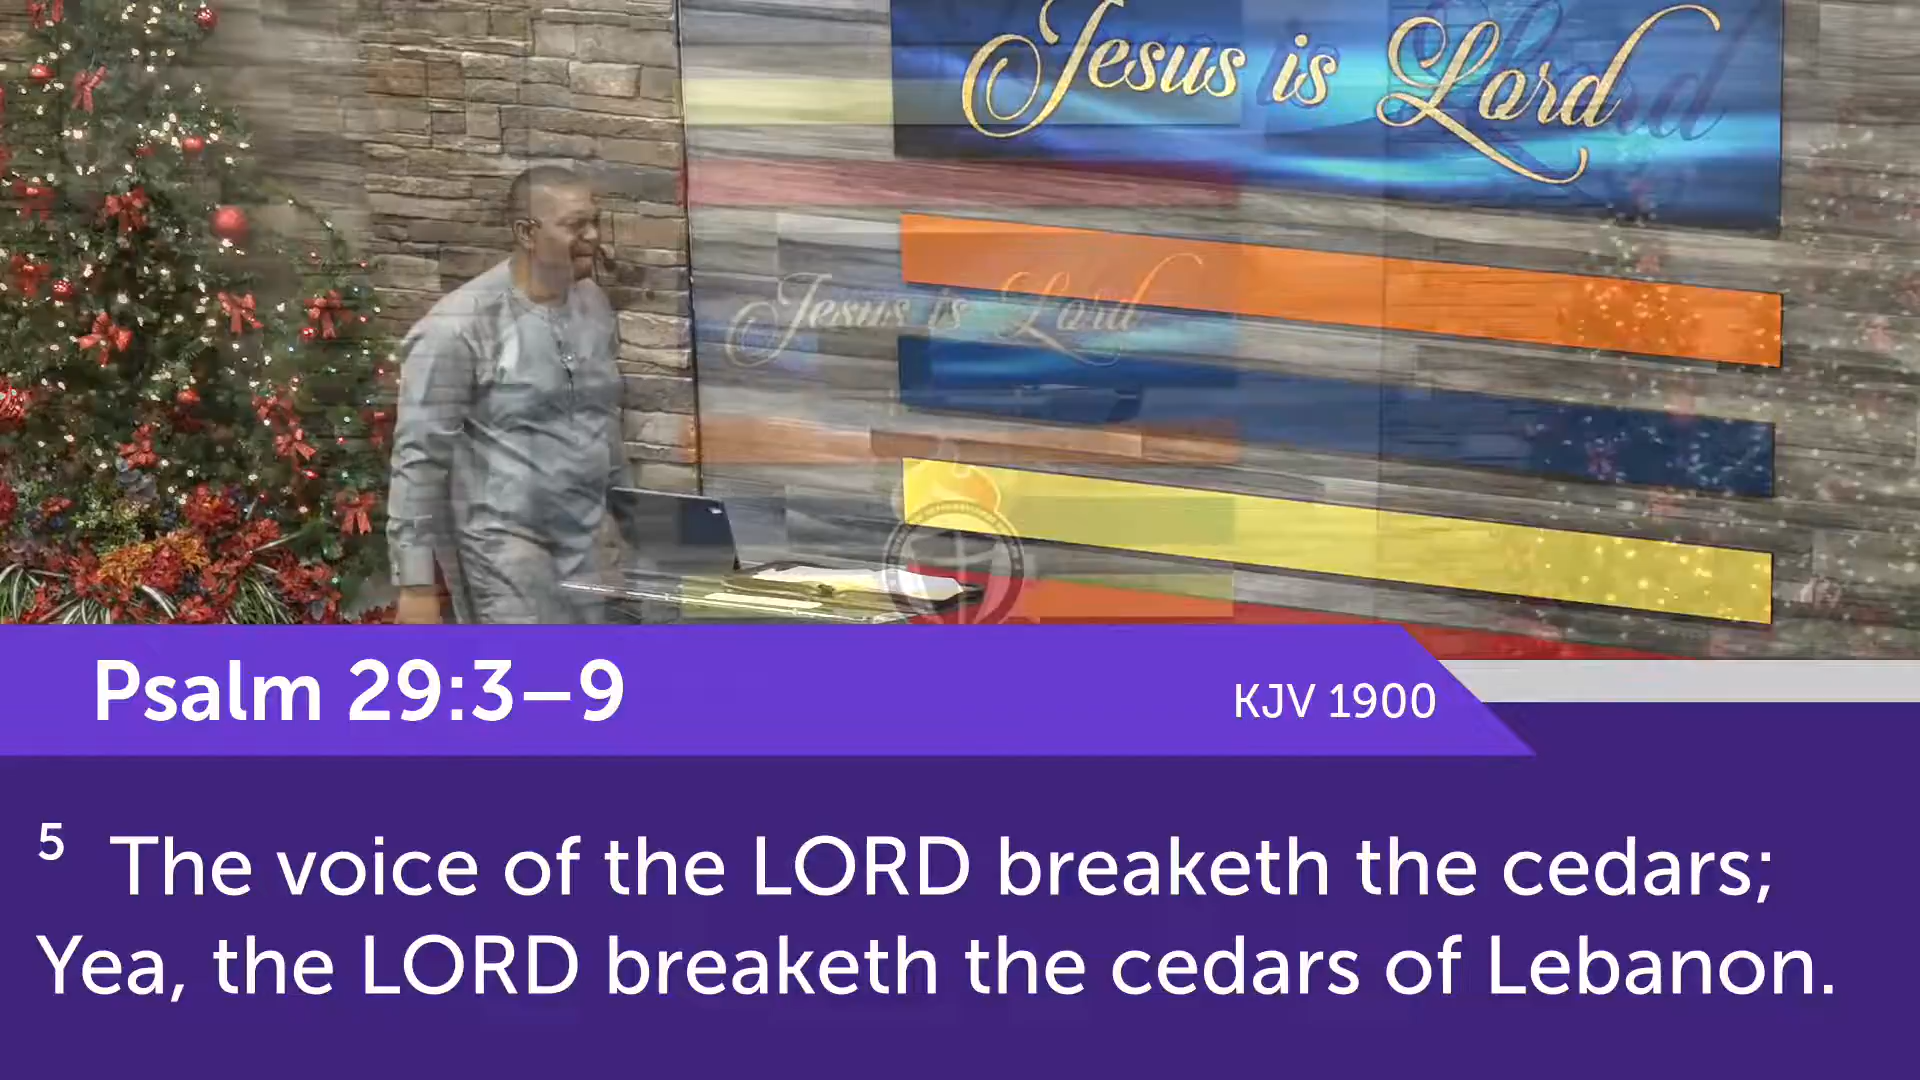 Jesus is Lord
Jesus is Lord
Psalm 29:3–9
KJV 1900
5 The voice of the LORD breaketh the cedars;
Yea, the LORD breaketh the cedars of Lebanon.